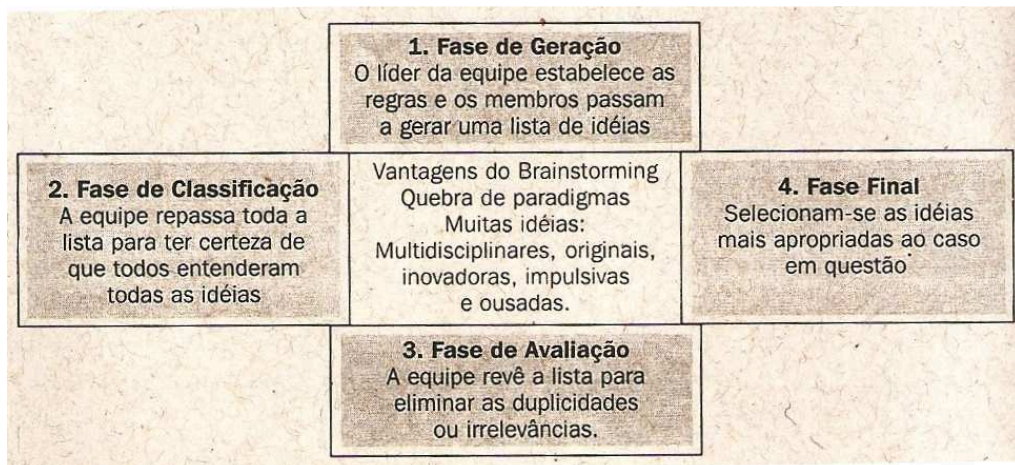 1. Fase de Geração
O líder da equipe estabelece as
regras e os membros passam
a gerar uma lista de idéias
2. Fase de Classificação
A equipe repassa toda a
lista para ter certeza de
que todos entenderam
todas as idéias
Vantagens do Brainstorming
Quebra de paradigmas
Muitas idéias:
Multidisciplinares, originais,
inovadoras, impulsivas
e ousadas.
4. Fase Final
Selecionam-se as idéias
mais apropriadas ao caso
em questão
3. Fase de Avaliação
A equipe revê a lista para
eliminar as duplicidades
ou irrelevâncias.